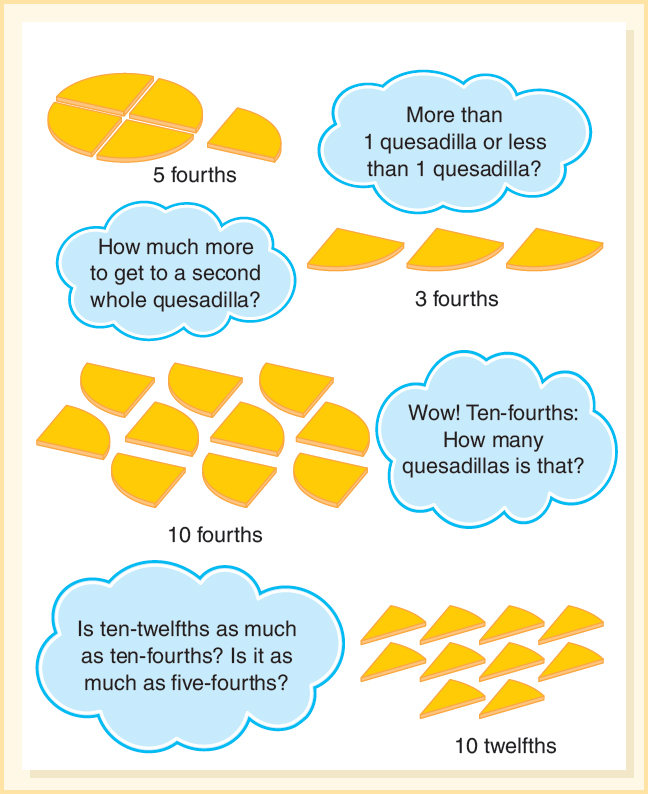 More than
1 quesadilla or less
than 1 quesadilla?
5 fourths
How much more
to get to a second
whole quesadilla?
3 fourths
Wow! Ten-fourths:
How many
quesadillas is that?
10 fourths
Is ten-twelfths as much
as ten-fourths? Is it as
much as five-fourths?
10 twelfths